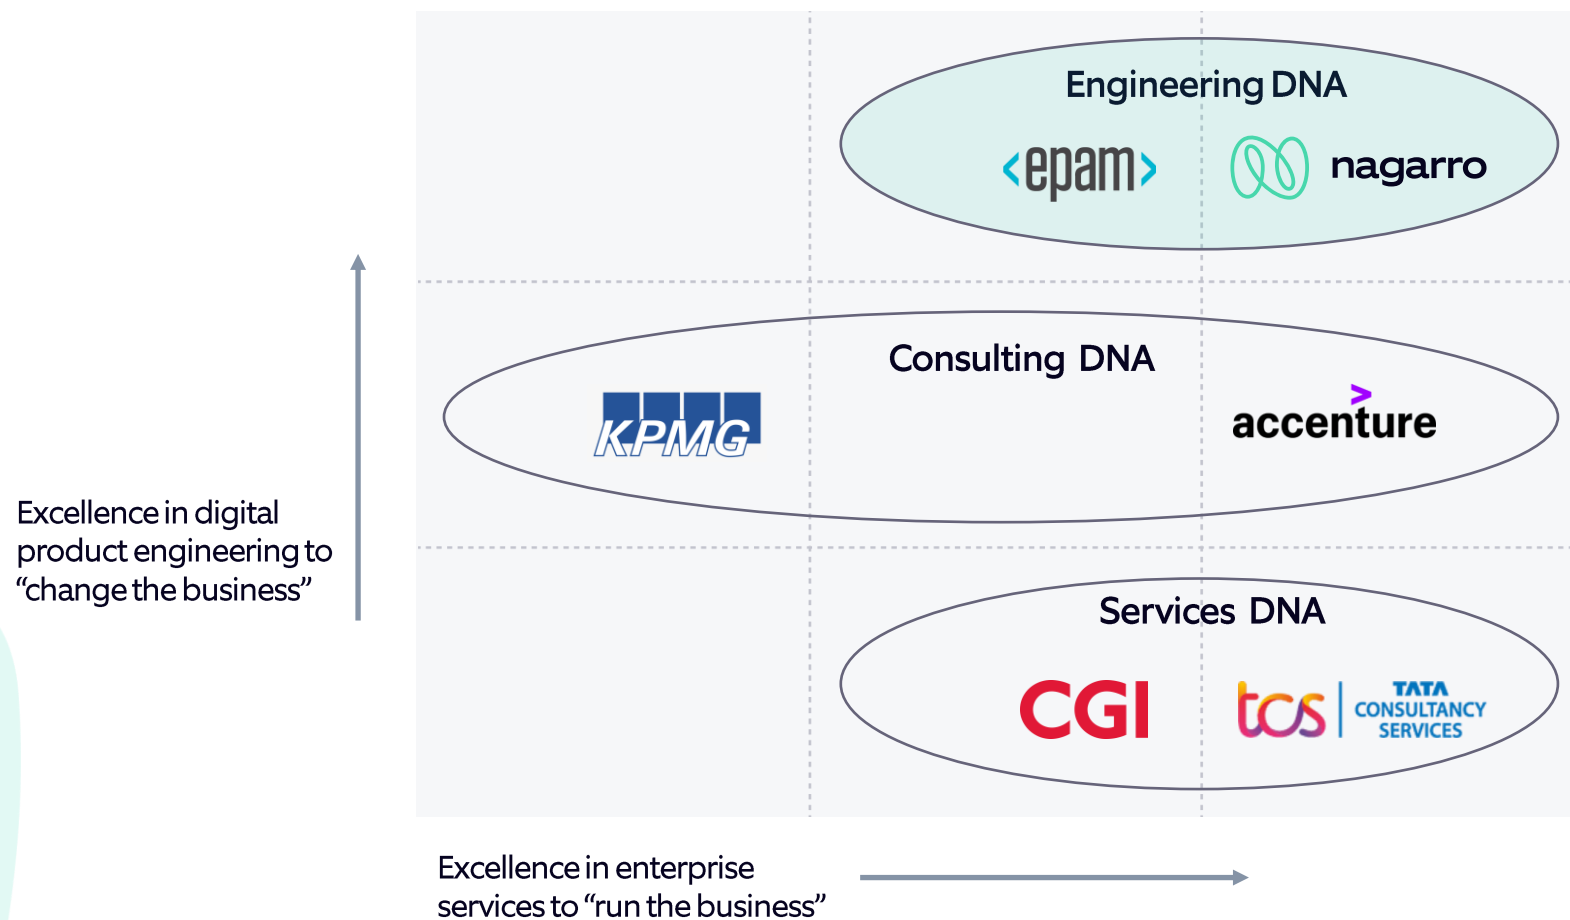 Engineering DNA
<epam>
nagarro
Consulting DNA
KPMG
>
accenture
Excellence in digital
product engineering to
“change the business”
Services DNA
CGI
tcs
TATA
CONSULTANCY
SERVICES
Excellence in enterprise
services to “run the business”